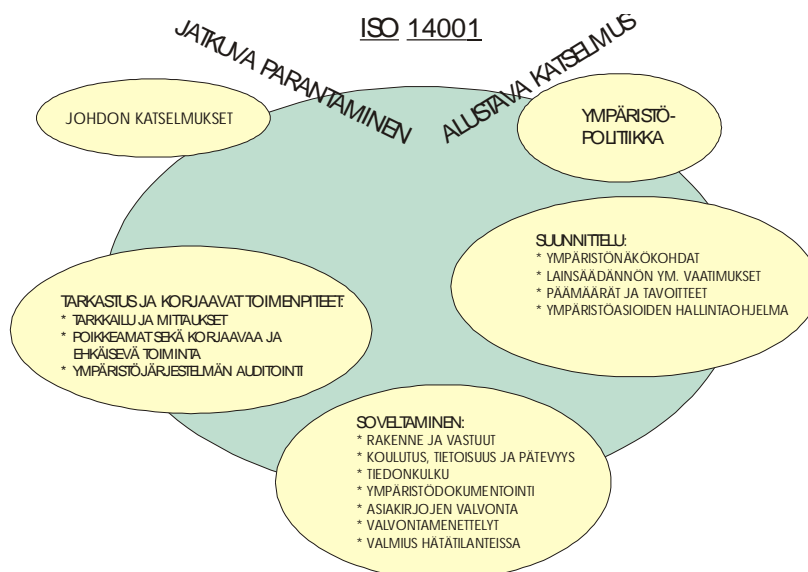 ISO 14001
JATKUVA PARANTAMINEN
ALUSTAVA KATSELMUS
JOHDON KATSELMUKSET
YMPÄRISTÖ-
POLITIIKKA
SUUNNITTELU:
* YMPÄRISTÖNÄKÖKOHDAT
* LAINSÄÄDÄNNÖN YM. VAATIMUKSET
* PÄÄMÄÄRÄT JA TAVOITTEET
* YMPÄRISTÖASIOIDEN HALLINTAOHJELMA
TARKASTUS JA KORJAAVAT TOIMENPITEET:
* TARKKAILU JA MITTAUKSET
* POIKKEAMAT SEKÄ KORJAAVAA JA
EHKÄISEVÄ TOIMINTA
* YMPÄRISTÖJÄRJESTELMÄN AUDITOINTI
SOVELTAMINEN:
* RAKENNE JA VASTUUT
* KOULUTUS, TIETOISUUS JA PÄTEVYYS
* TIEDONKULKU
* YMPÄRISTÖDOKUMENTOINTI
* ASIAKIRJOJEN VALVONTA
* VALVONTAMENETTELYT
* VALMIUS HÄTÄTILANTEISSA